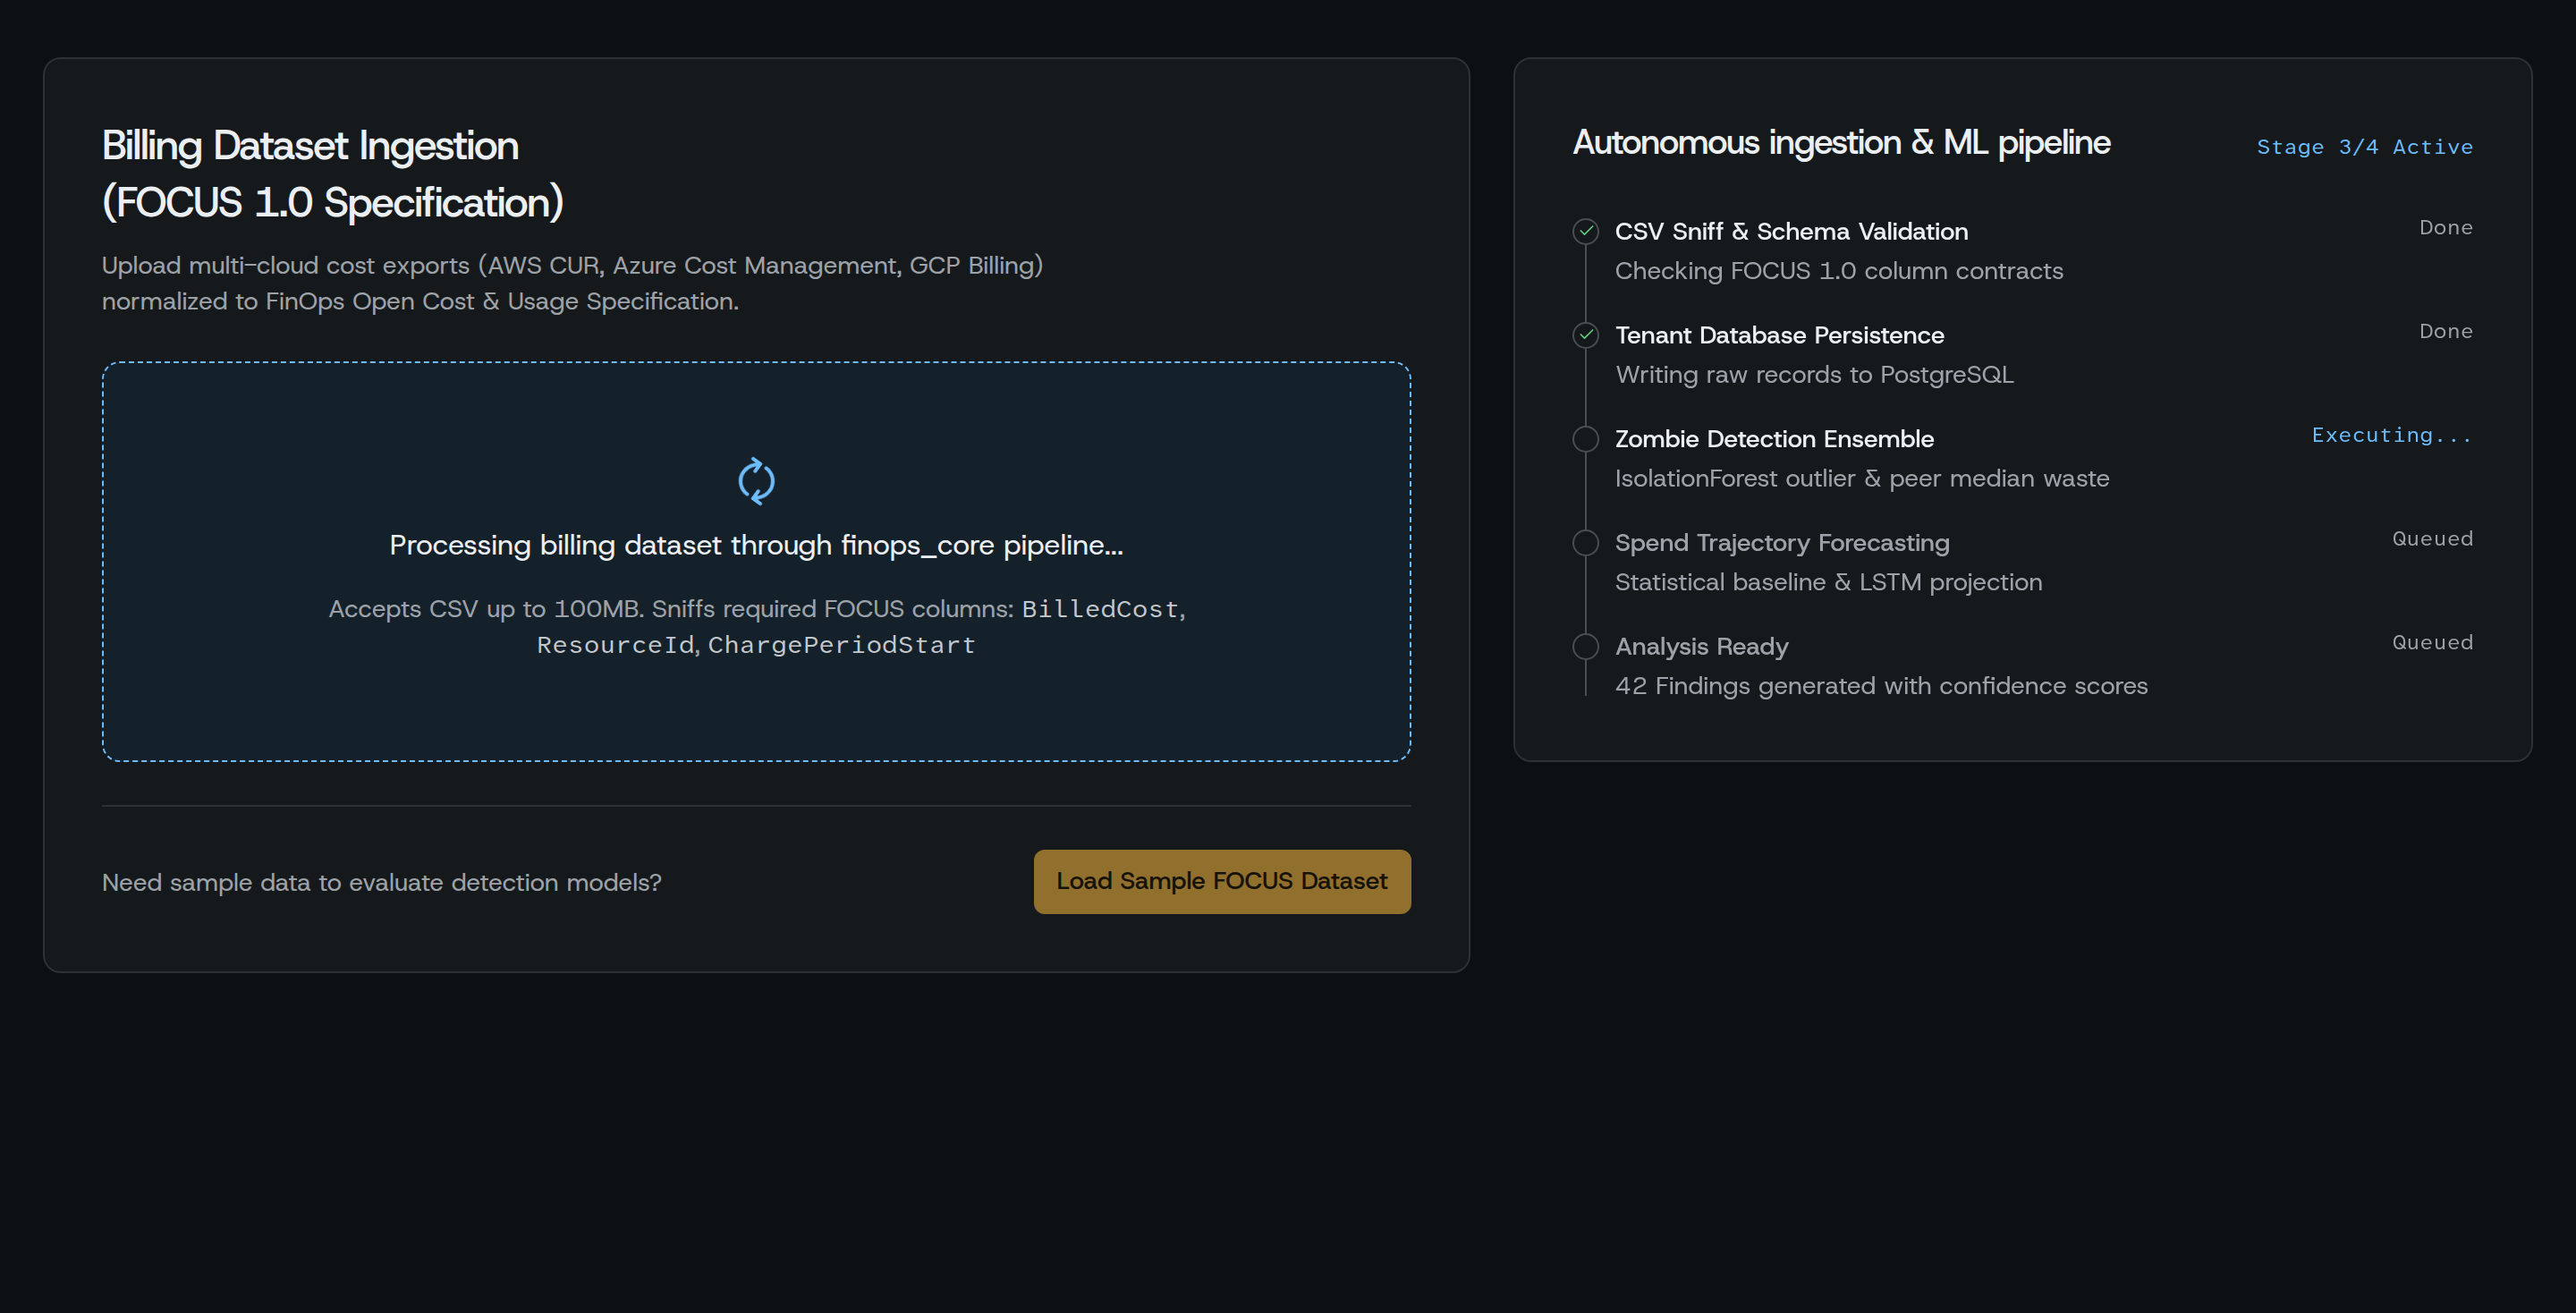 Billing Dataset Ingestion
(FOCUS 1.0 Specification)
Upload multi-cloud cost exports (AWS CUR, Azure Cost Management, GCP Billing)
normalized to FinOps Open Cost & Usage Specification.
Processing billing dataset through finops_core pipeline...
Accepts CSV up to 100MB. Sniffs required FOCUS columns: BilledCost,
ResourceId, ChargePeriodStart
Need sample data to evaluate detection models?
Load Sample FOCUS Dataset
Autonomous ingestion & ML pipeline
Stage 3/4 Active
CSV Sniff & Schema Validation
Done
Checking FOCUS 1.0 column contracts
Tenant Database Persistence
Done
Writing raw records to PostgreSQL
Zombie Detection Ensemble
Executing...
IsolationForest outlier & peer median waste
Spend Trajectory Forecasting
Queued
Statistical baseline & LSTM projection
Analysis Ready
Queued
42 Findings generated with confidence scores